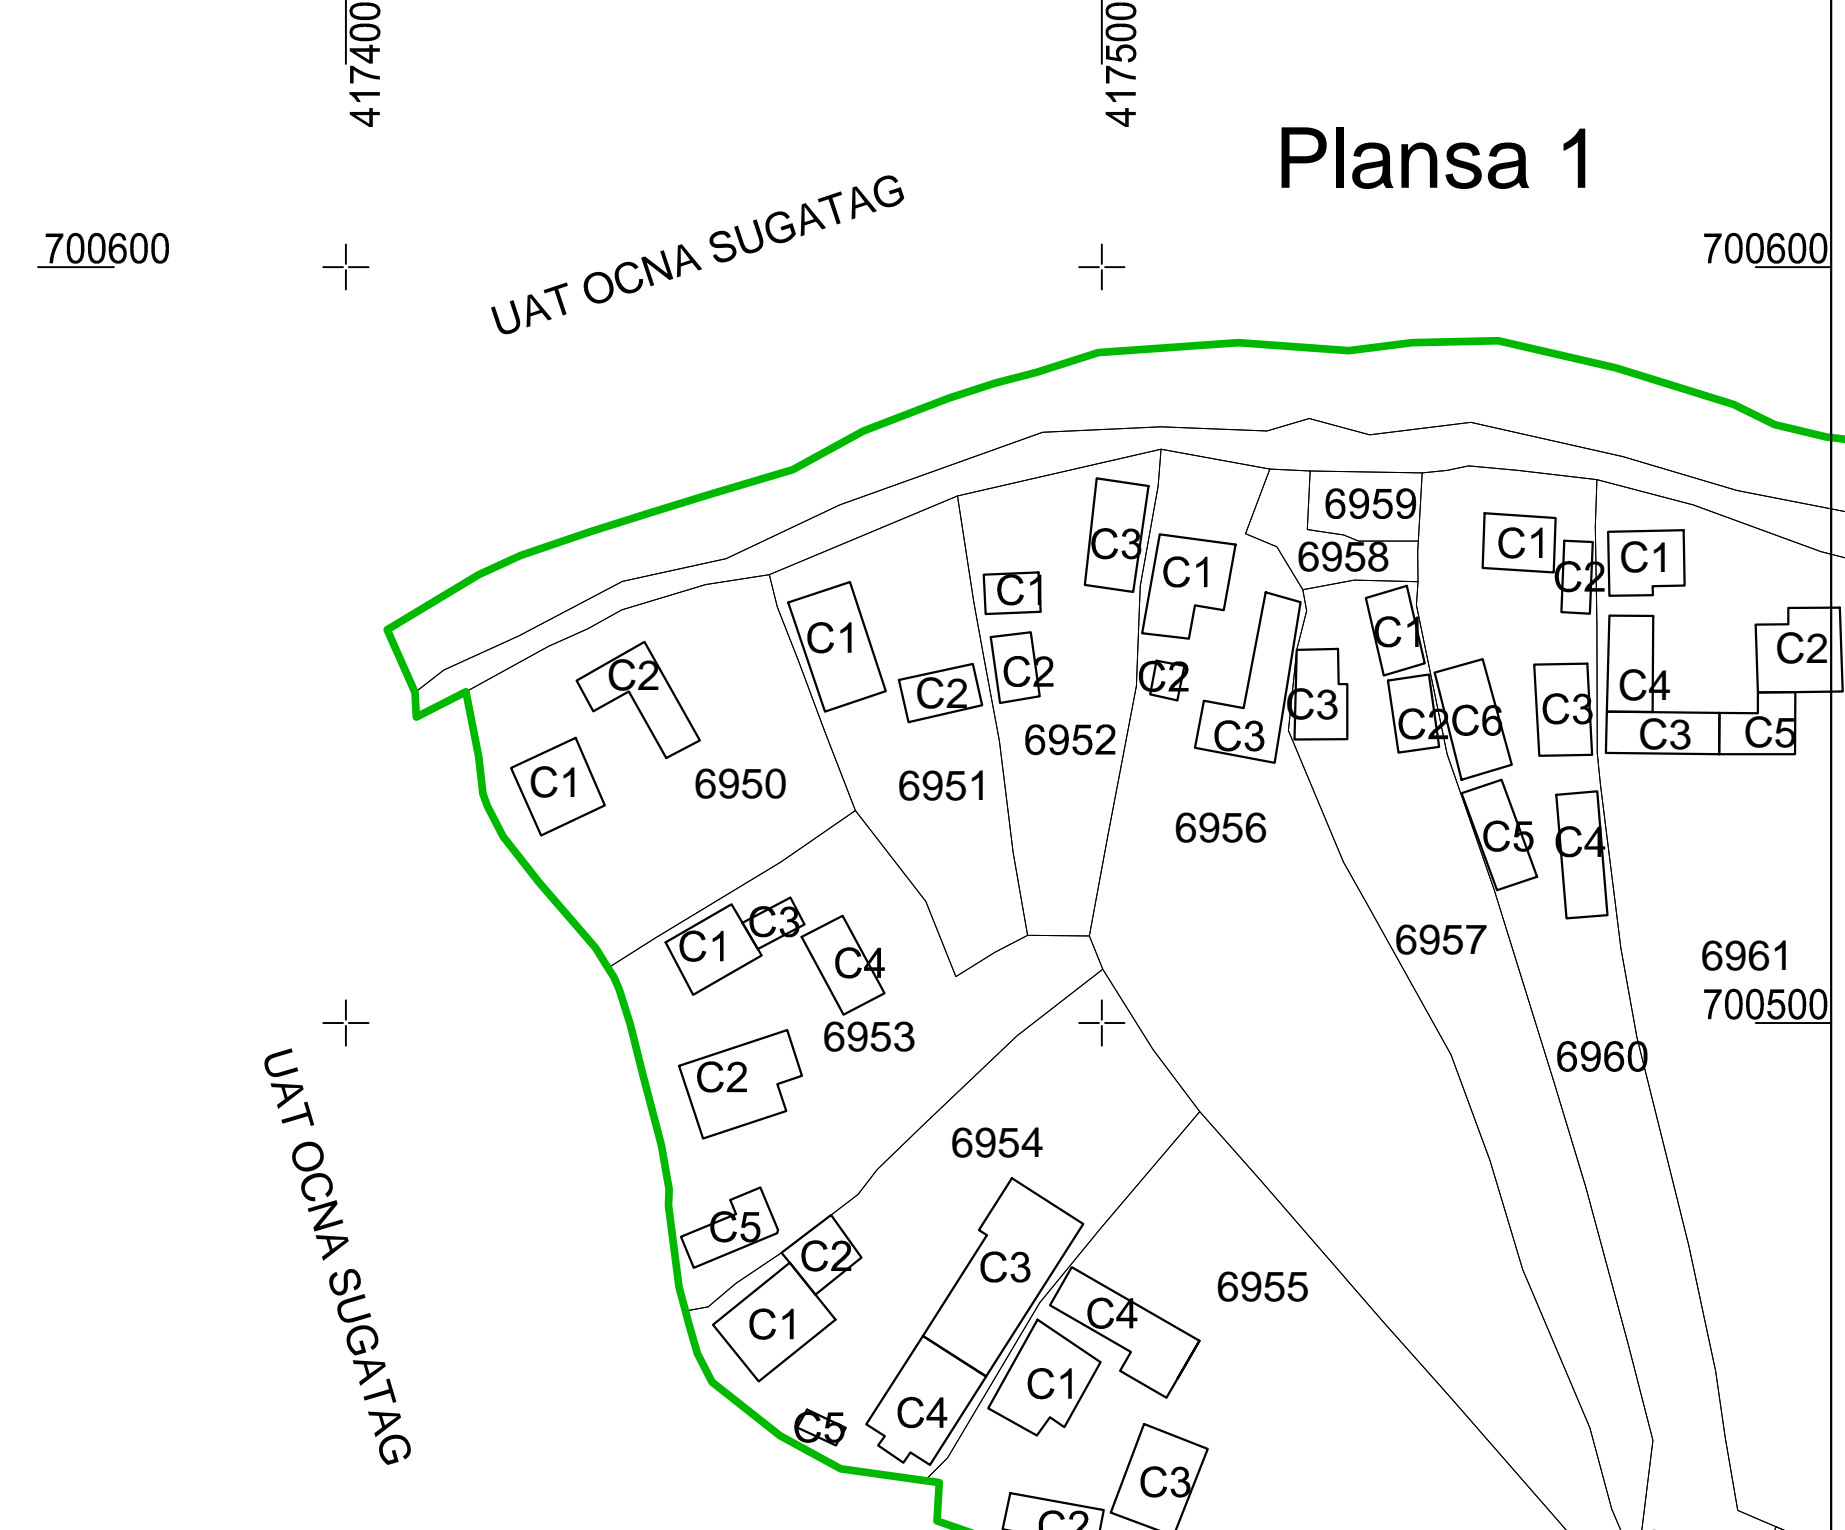 417400
417500
Plansa 1
UAT OCNA SUGATAG
700600
700600
6959
C3
C1
C1
C2
C1
6958
C1
C1
C2
C1
C1
C2
C2
C2
C2
C4
C2
C3
C3
C2
C6
C3
C3
C5
6952
C1
6950
6951
6956
C5
C4
C3
C1
C4
6957
6961
700500
6953
6960
C2
UAT OCNA SUGATAG
6954
C5
C2
C3
6955
C1
C4
C1
C4
C5
C3
C2